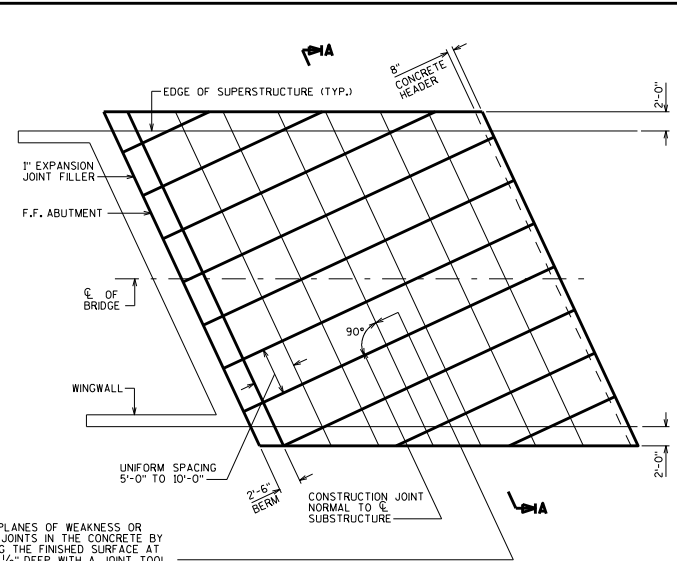 A
8"
CONCRETE
HEADER
2'-0"
EDGE OF SUPERSTRUCTURE (TYP.)
1" EXPANSION
JOINT FILLER
F.F. ABUTMENT
℄ OF
BRIDGE
90°
WINGWALL
UNIFORM SPACING
5'-0" TO 10'-0"
2'-6"
BERM
CONSTRUCTION JOINT
NORMAL TO ℄
SUBSTRUCTURE
2'-0"
A
PLANES OF WEAKNESS OR
JOINTS IN THE CONCRETE BY
THE FINISHED SURFACE AT
DEEP WITH A JOINT TOOL